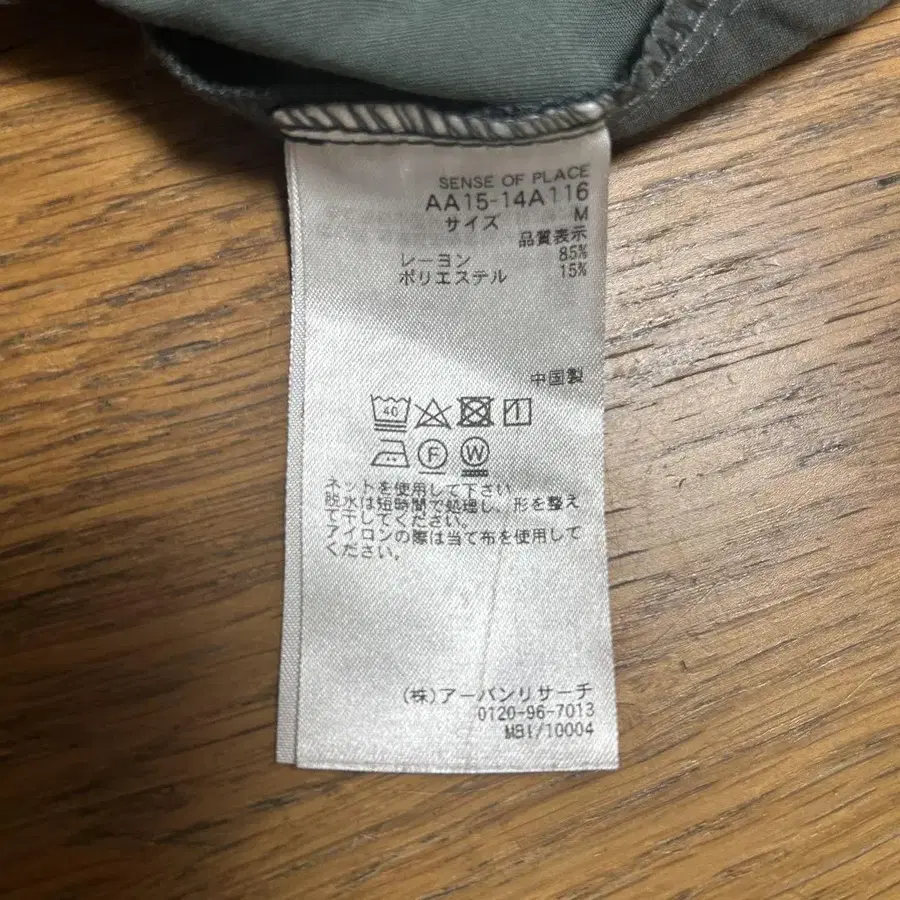 SENSE OF PLACE
AA15-14A116
サイズ M
品質表示
レーヨン 85%
ポリエステル 15%
中国製
40
F W
ネットを使用して下さい
脱水は短時間で処理し、形を整え
て干してください。
アイロンの際は当て布を使用して
ください。
(株)アーバンリサーチ
0120-96-7013
MB1/10004